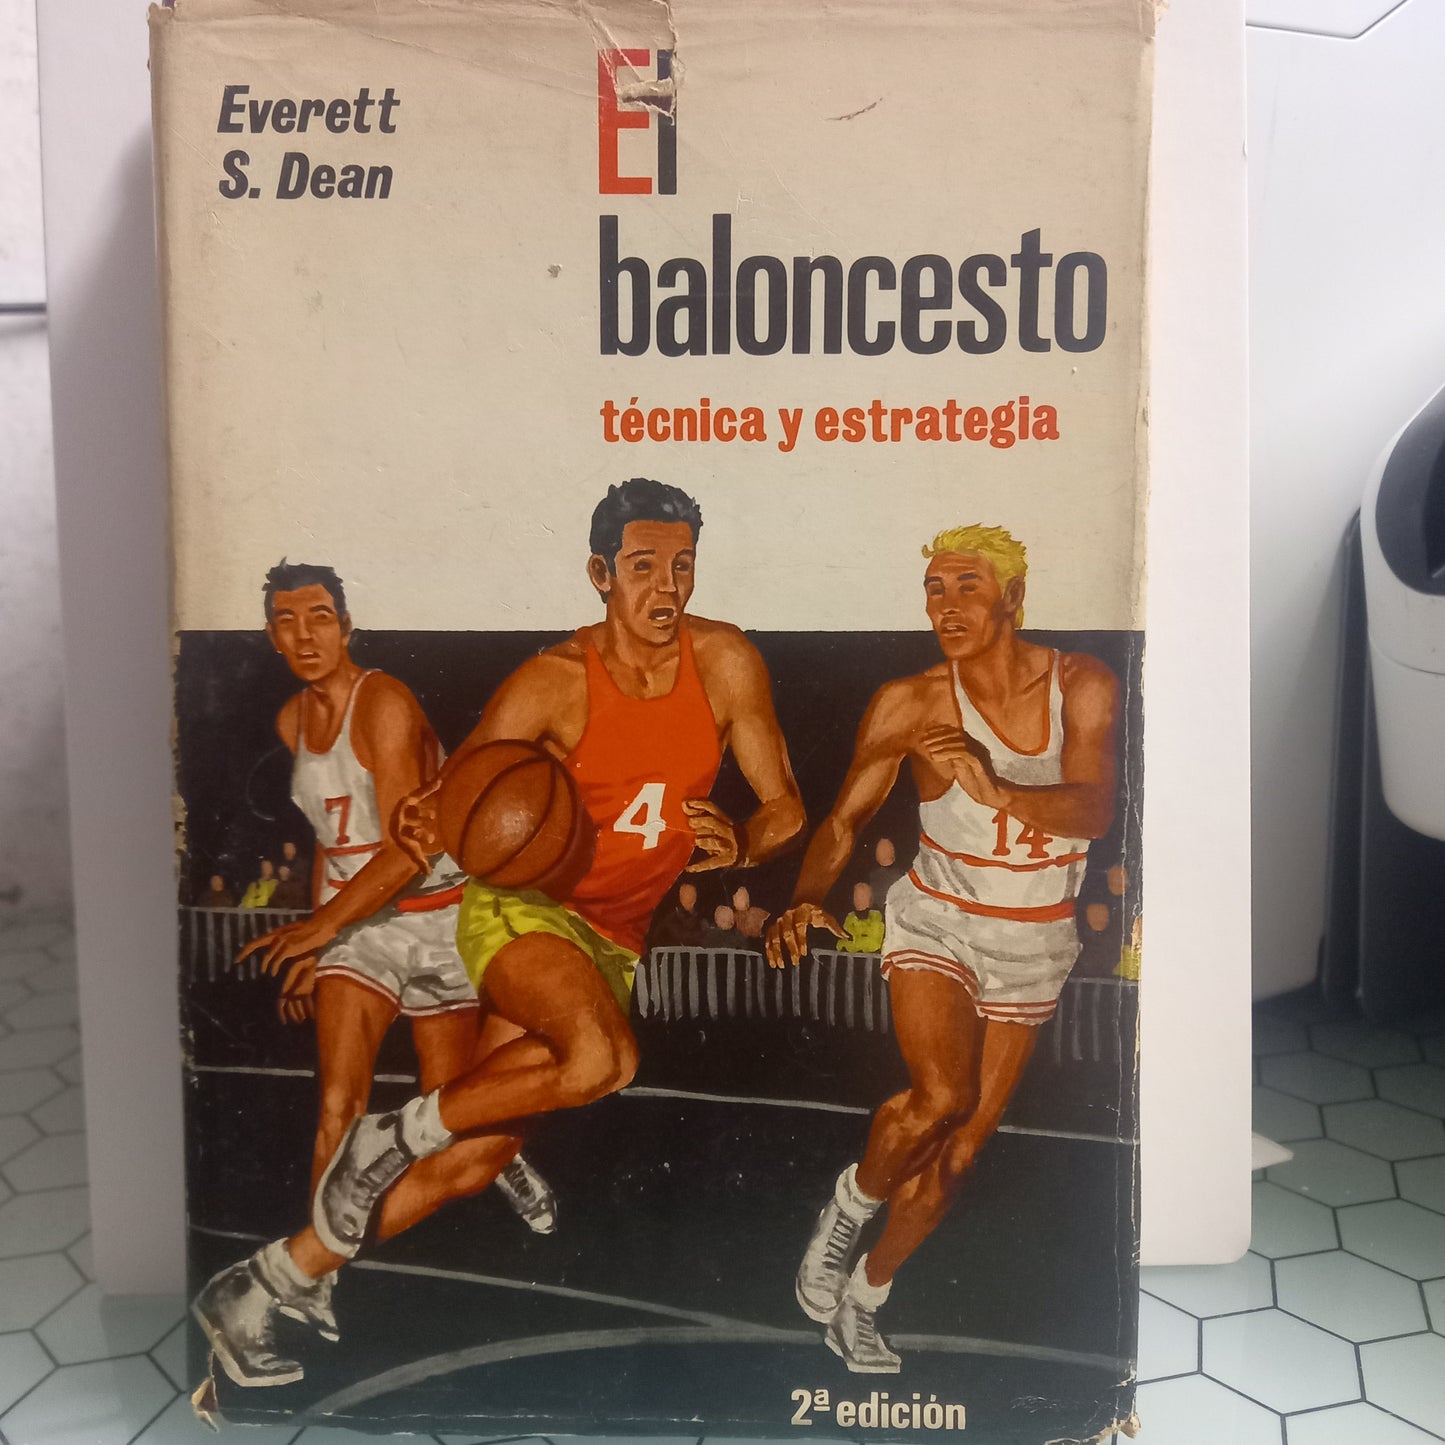 Everett
S. Dean
El
baloncesto
técnica y estrategia
7
4
14
2ª edición